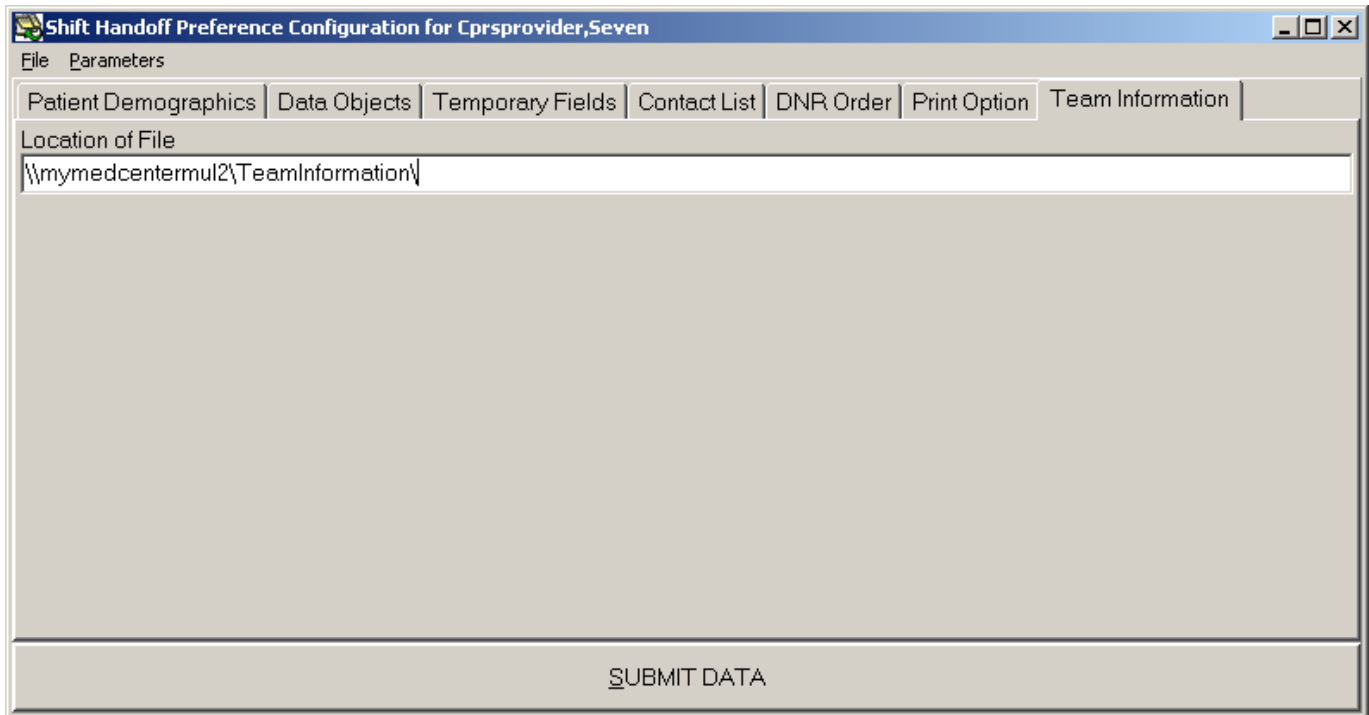 Shift Handoff Preference Configuration for Cprsprovider,Seven
File Parameters
Patient Demographics Data Objects Temporary Fields Contact List DNR Order Print Option Team Information
Location of File
\\mymedcentermul2\TeamInformation\
SUBMIT DATA